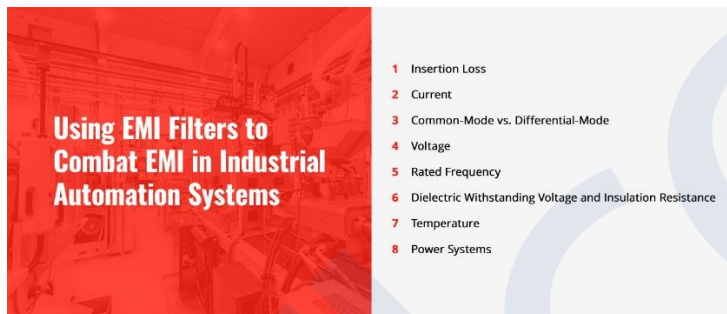 Using EMI Filters to
Combat EMI in Industrial
Automation Systems
1 Insertion Loss
2 Current
3 Common-Mode vs. Differential-Mode
4 Voltage
5 Rated Frequency
6 Dielectric Withstanding Voltage and Insulation Resistance
7 Temperature
8 Power Systems